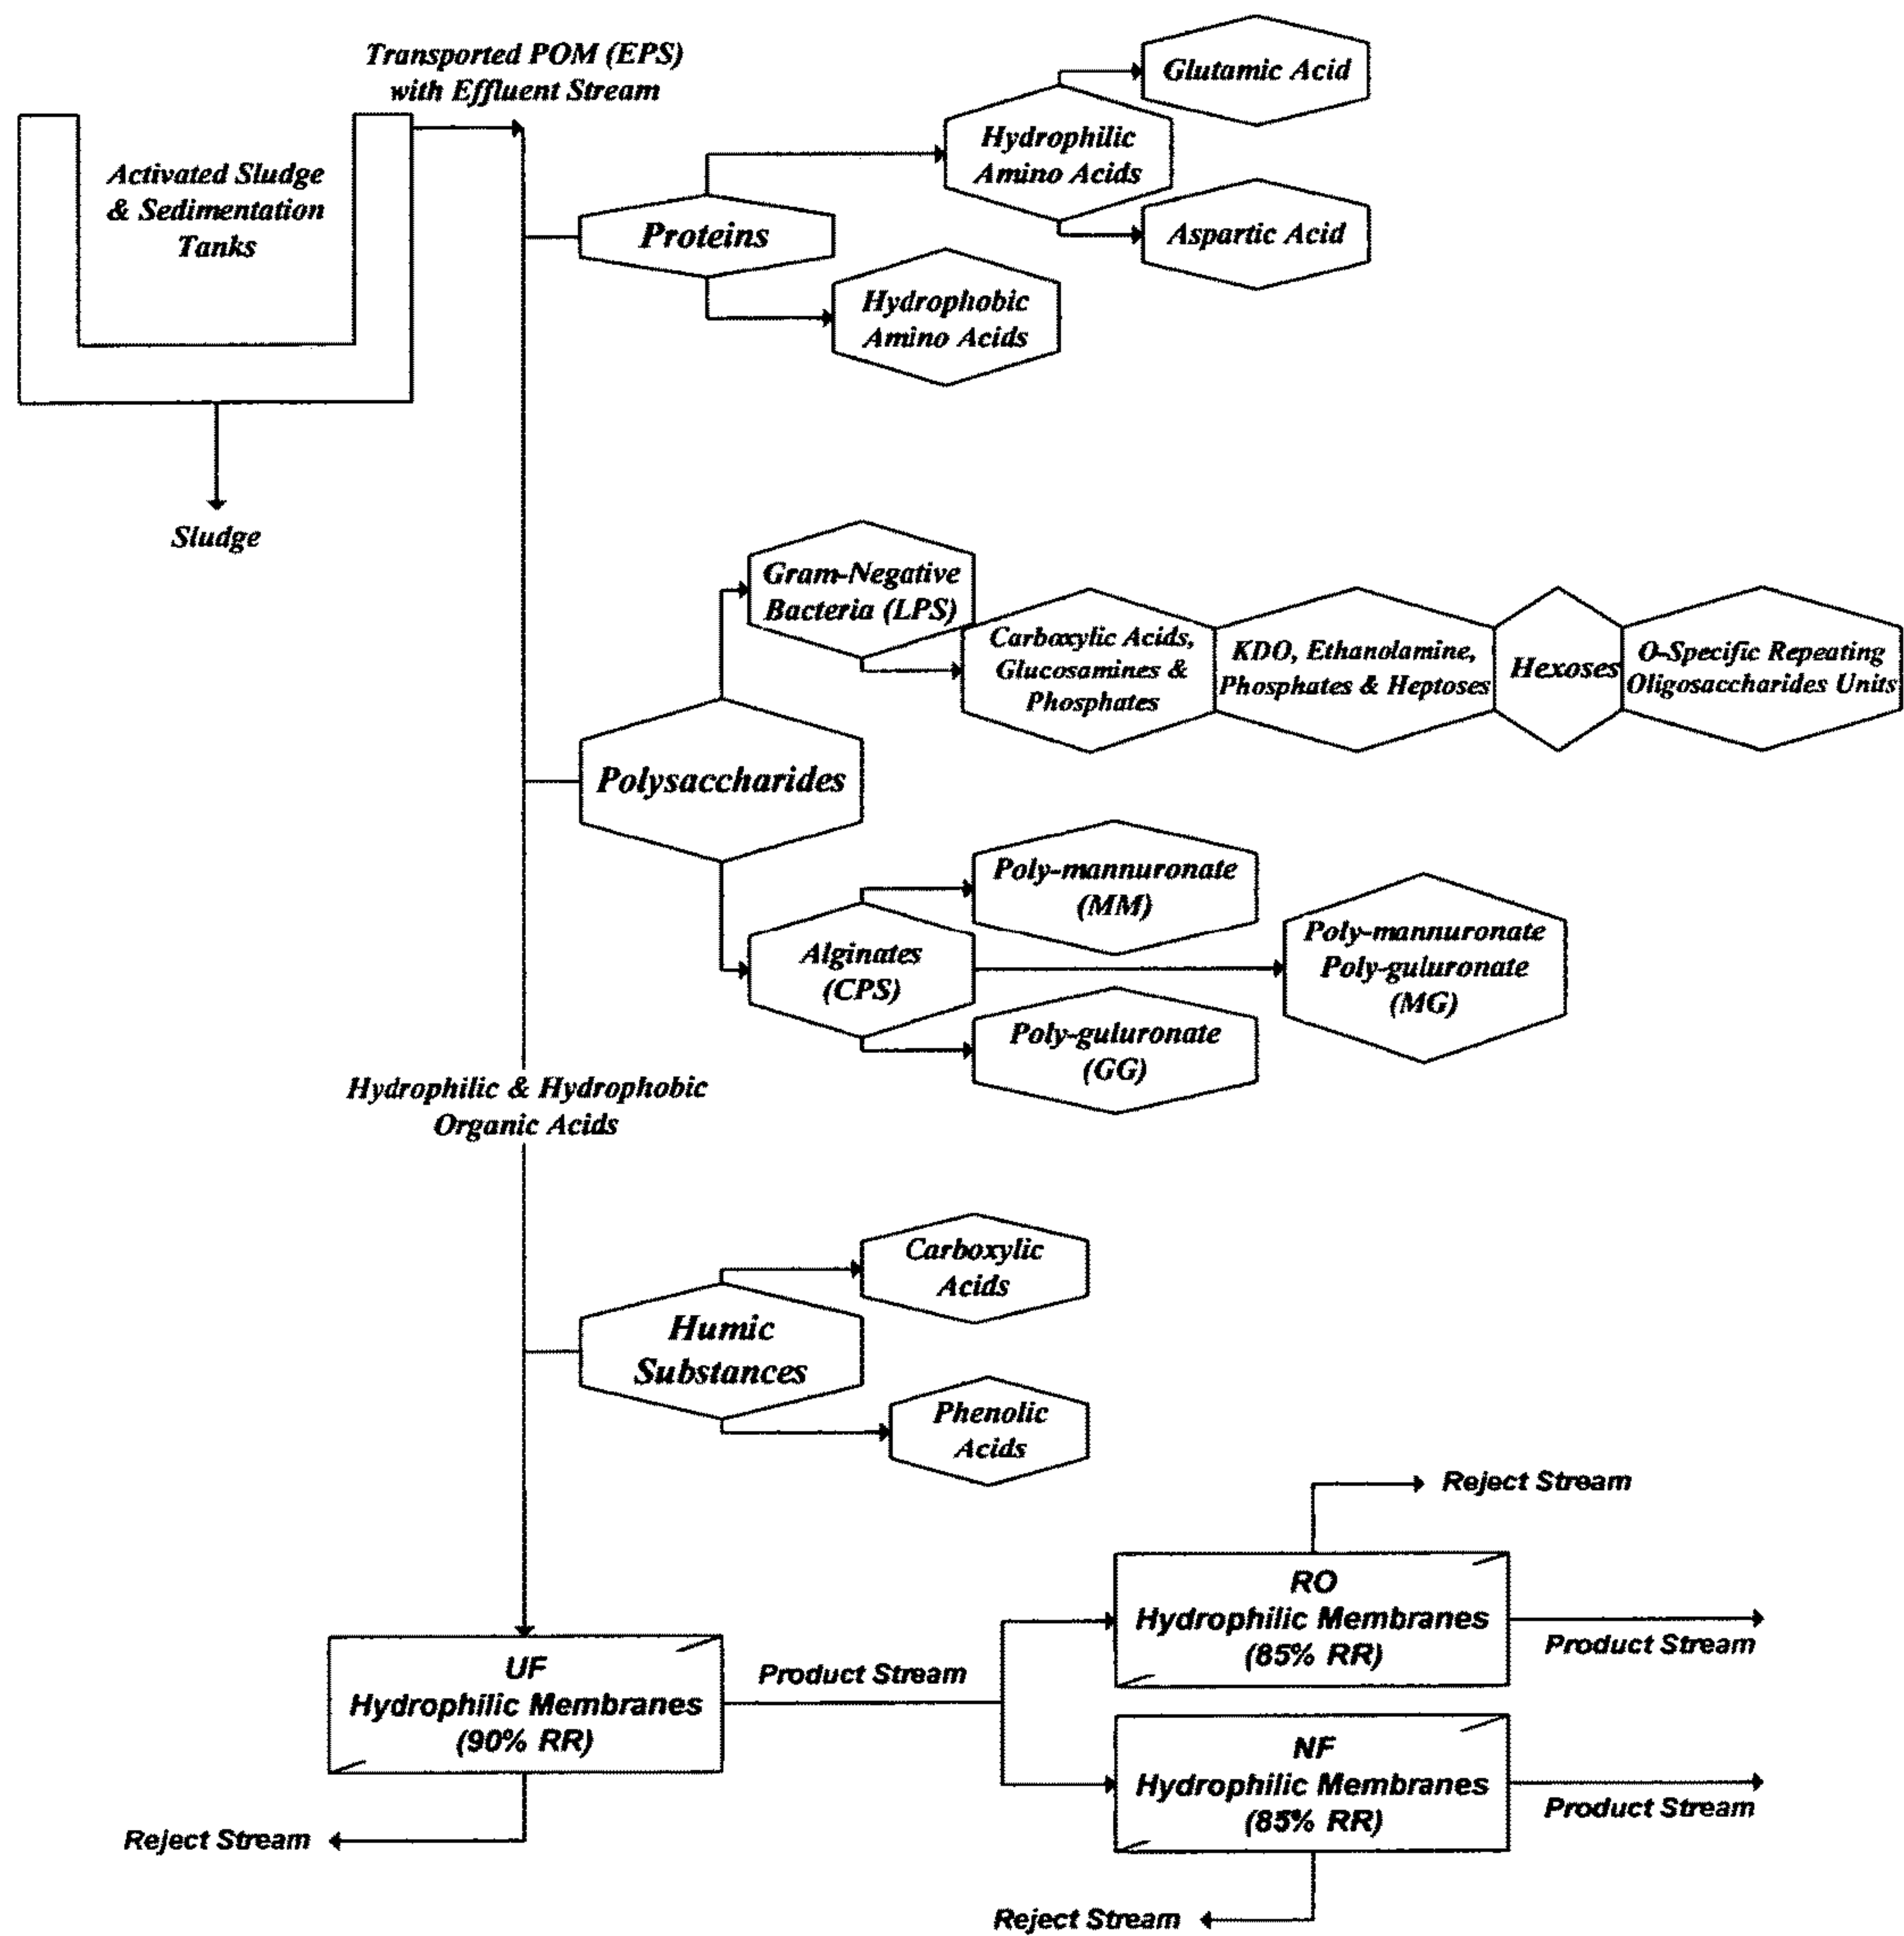 Transported POM (EPS)
with Effluent Stream
Activated Sludge
& Sedimentation
Tanks
Sludge
Proteins
Hydrophilic
Amino Acids
Glutamic Acid
Aspartic Acid
Hydrophobic
Amino Acids
Polysaccharides
Gram-Negative
Bacteria (LPS)
Carboxylic Acids,
Glucosamines &
Phosphates
KDO, Ethanolamine,
Phosphates & Heptoses
Hexoses
O-Specific Repeating
Oligosaccharides Units
Alginates
(CPS)
Poly-mannuronate
(MM)
Poly-mannuronate
Poly-guluronate
(MG)
Poly-guluronate
(GG)
Hydrophilic & Hydrophobic
Organic Acids
Humic
Substances
Carboxylic
Acids
Phenolic
Acids
UF
Hydrophilic Membranes
(90% RR)
Reject Stream
Product Stream
Reject Stream
RO
Hydrophilic Membranes
(85% RR)
Product Stream
NF
Hydrophilic Membranes
(85% RR)
Product Stream
Reject Stream